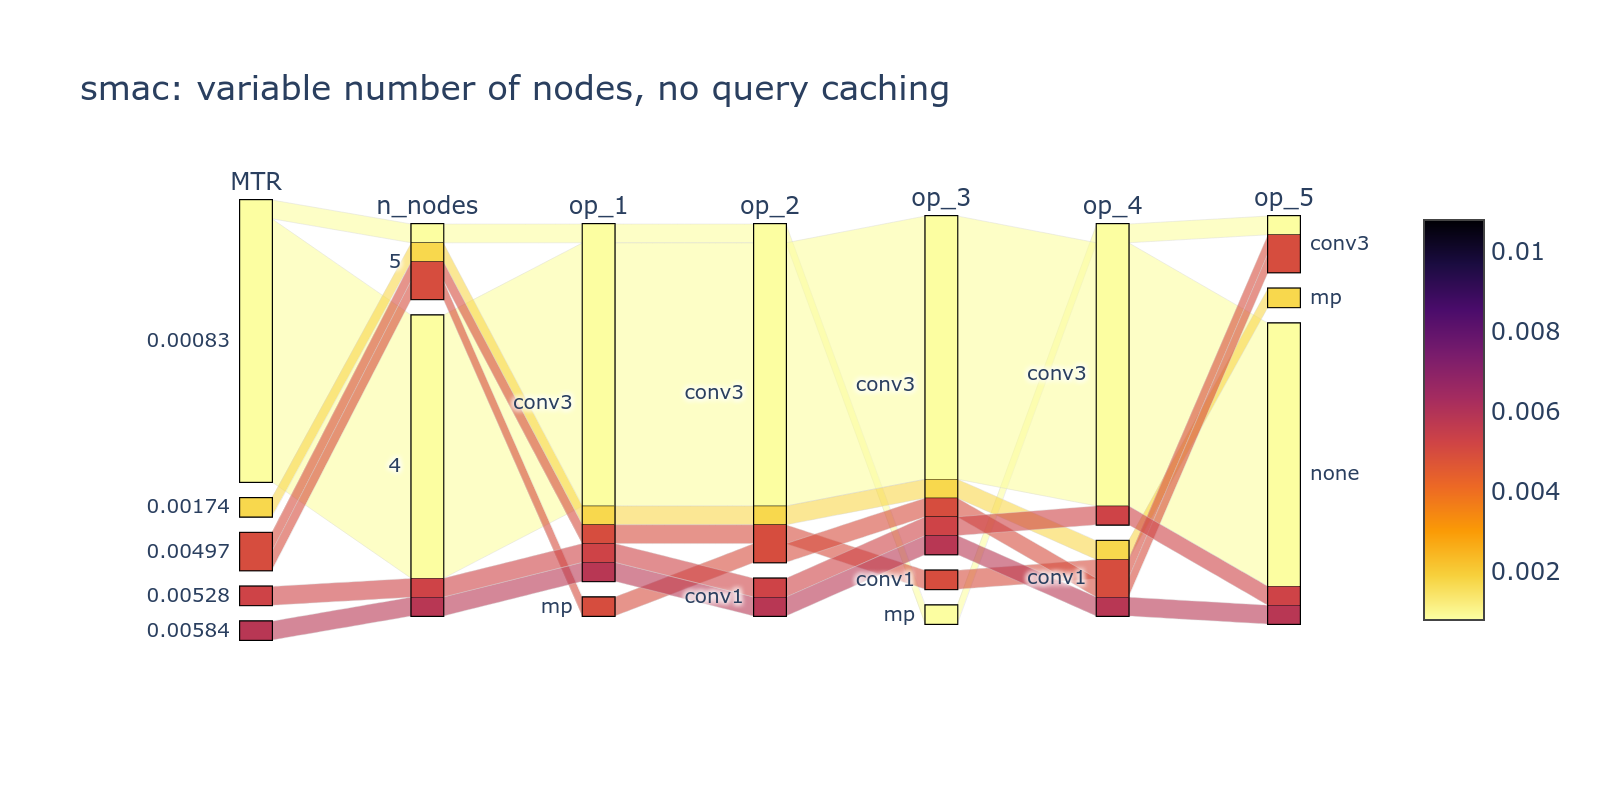 smac: variable number of nodes, no query caching
MTR
n_nodes
op_1
op_2
op_3
op_4
op_5
0.00083
0.00174
0.00497
0.00528
0.00584
5
4
conv3
mp
conv3
conv1
conv3
conv1
mp
conv3
conv1
conv3
mp
none
0.01
0.008
0.006
0.004
0.002